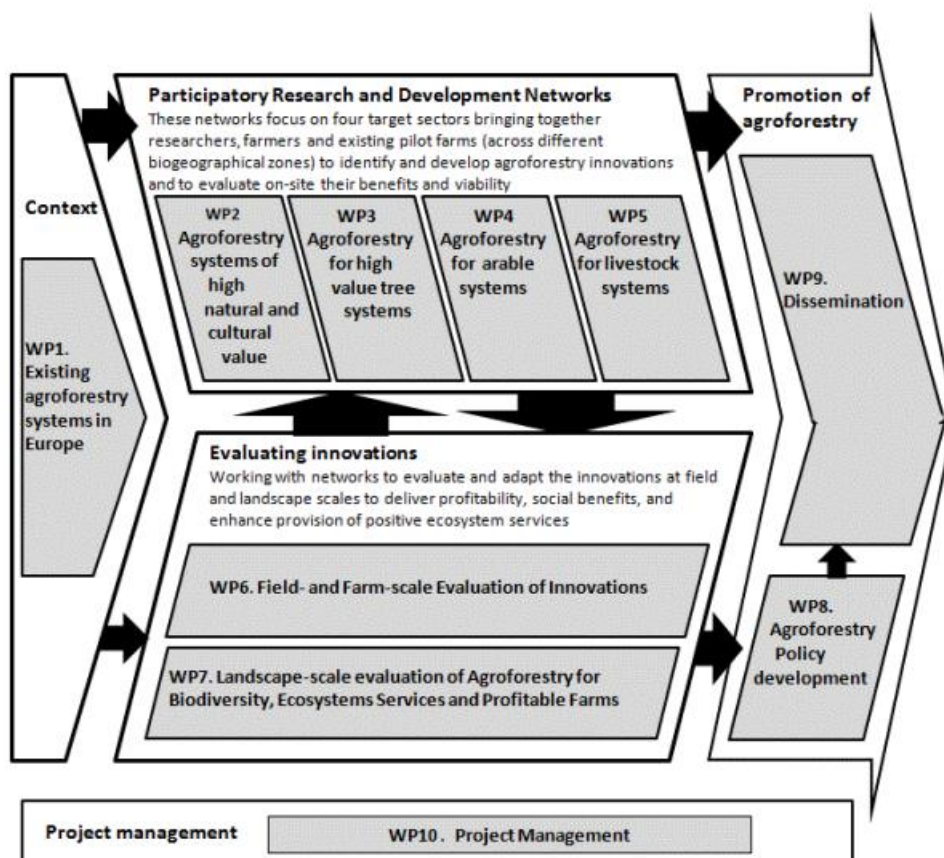 Context
WP1.
Existing
agroforestry
systems in
Europe
Participatory Research and Development Networks
These networks focus on four target sectors bringing together
researchers, farmers and existing pilot farms (across different
biogeographical zones) to identify and develop agroforestry innovations
and to evaluate on-site their benefits and viability
WP2
Agroforestry
systems of
high
natural and
cultural
value
WP3
Agroforestry
for high
value tree
systems
WP4
Agroforestry
for arable
systems
WP5
Agroforestry
for livestock
systems
Evaluating innovations
Working with networks to evaluate and adapt the innovations at field
and landscape scales to deliver profitability, social benefits, and
enhance provision of positive ecosystem services
WP6. Field- and Farm-scale Evaluation of Innovations
WP7. Landscape-scale evaluation of Agroforestry for
Biodiversity, Ecosystems Services and Profitable Farms
Promotion of
agroforestry
WP9.
Dissemination
WP8.
Agroforestry
Policy
development
Project management
WP10. Project Management